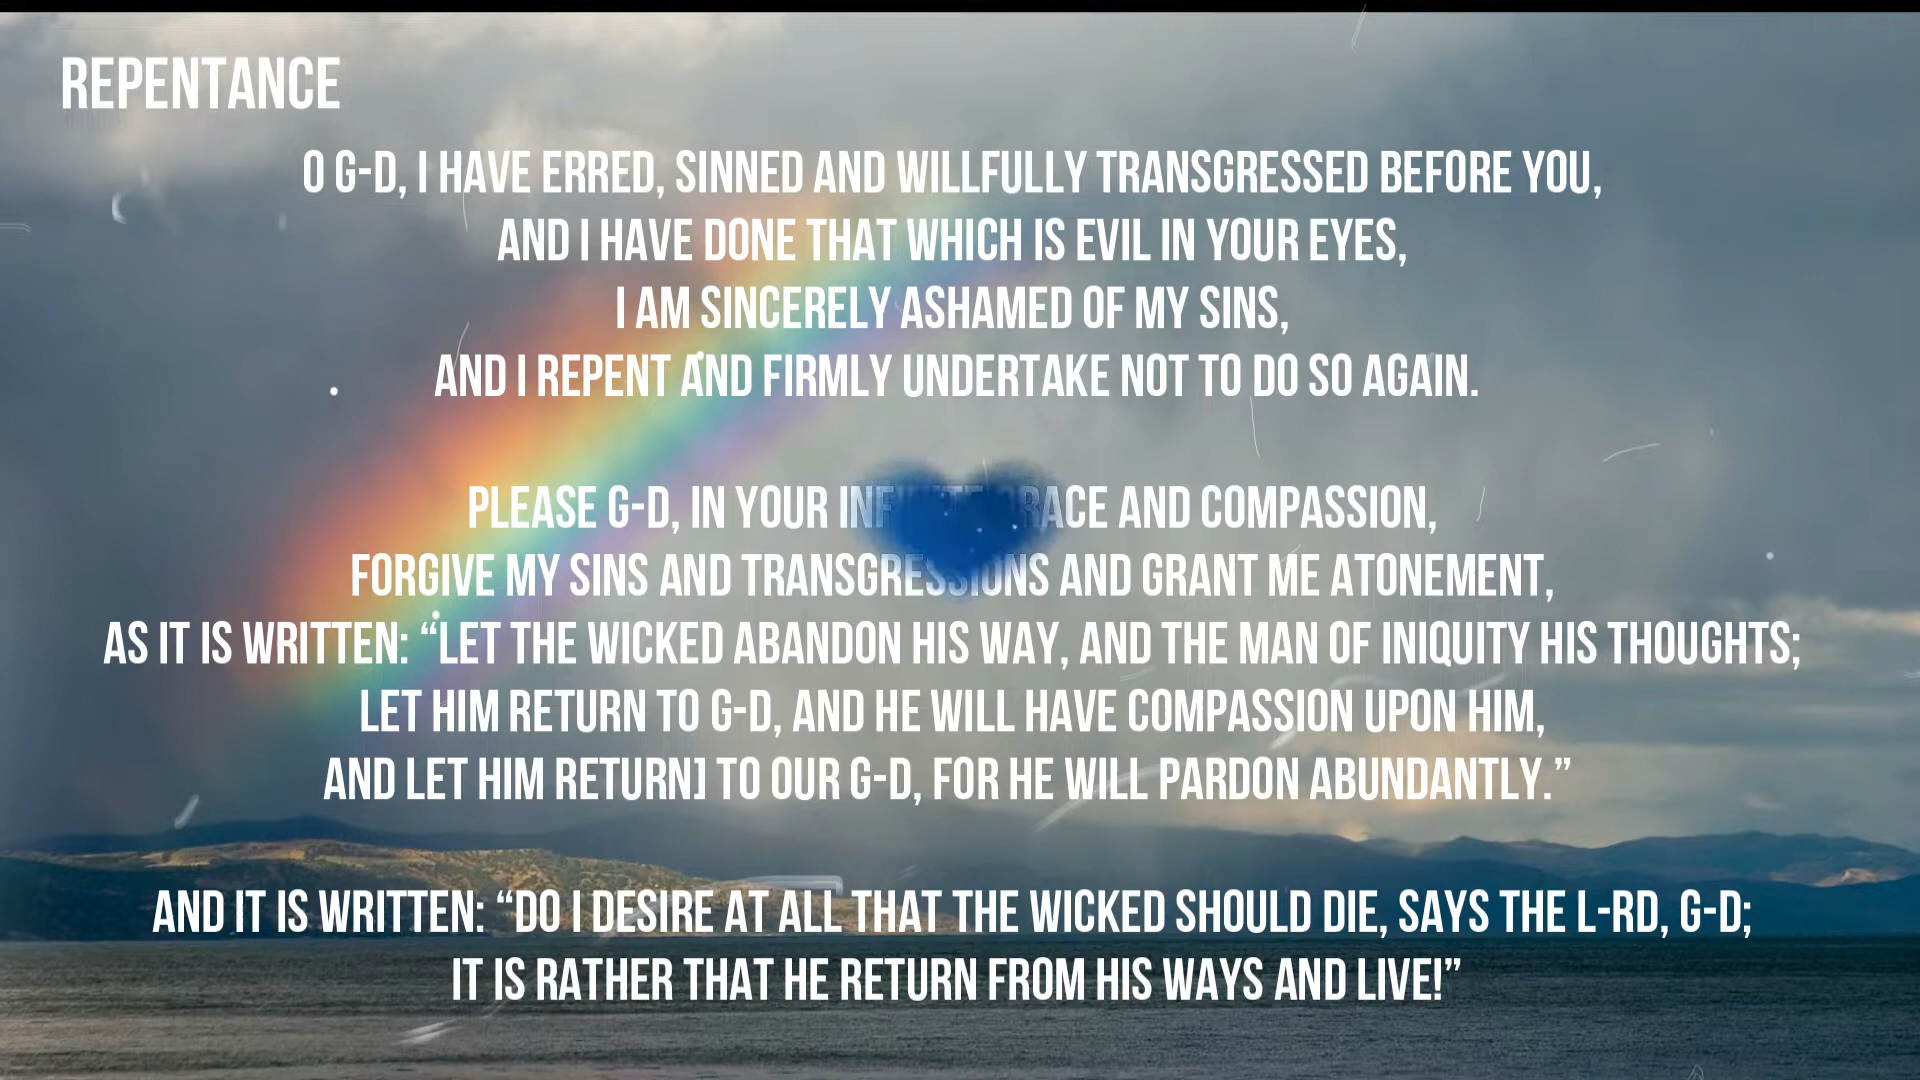 REPENTANCE
O G-D, I HAVE ERRED, SINNED AND WILLFULLY TRANSGRESSED BEFORE YOU,
AND I HAVE DONE THAT WHICH IS EVIL IN YOUR EYES,
I AM SINCERELY ASHAMED OF MY SINS,
AND I REPENT AND FIRMLY UNDERTAKE NOT TO DO SO AGAIN.
PLEASE G-D, IN YOUR AND COMPASSION,
FORGIVE MY SINS AND TRANSGRESSIONS AND GRANT ME ATONEMENT,
AS IT IS WRITTEN: “LET THE WICKED ABANDON HIS WAY, AND THE MAN OF INIQUITY HIS THOUGHTS;
LET HIM RETURN TO G-D, AND HE WILL HAVE COMPASSION UPON HIM,
AND LET HIM RETURN] TO OUR G-D, FOR HE WILL PARDON ABUNDANTLY.”
AND IT IS WRITTEN: “DO I DESIRE AT ALL THAT THE WICKED SHOULD DIE, SAYS THE L-RD, G-D;
IT IS RATHER THAT HE RETURN FROM HIS WAYS AND LIVE!”